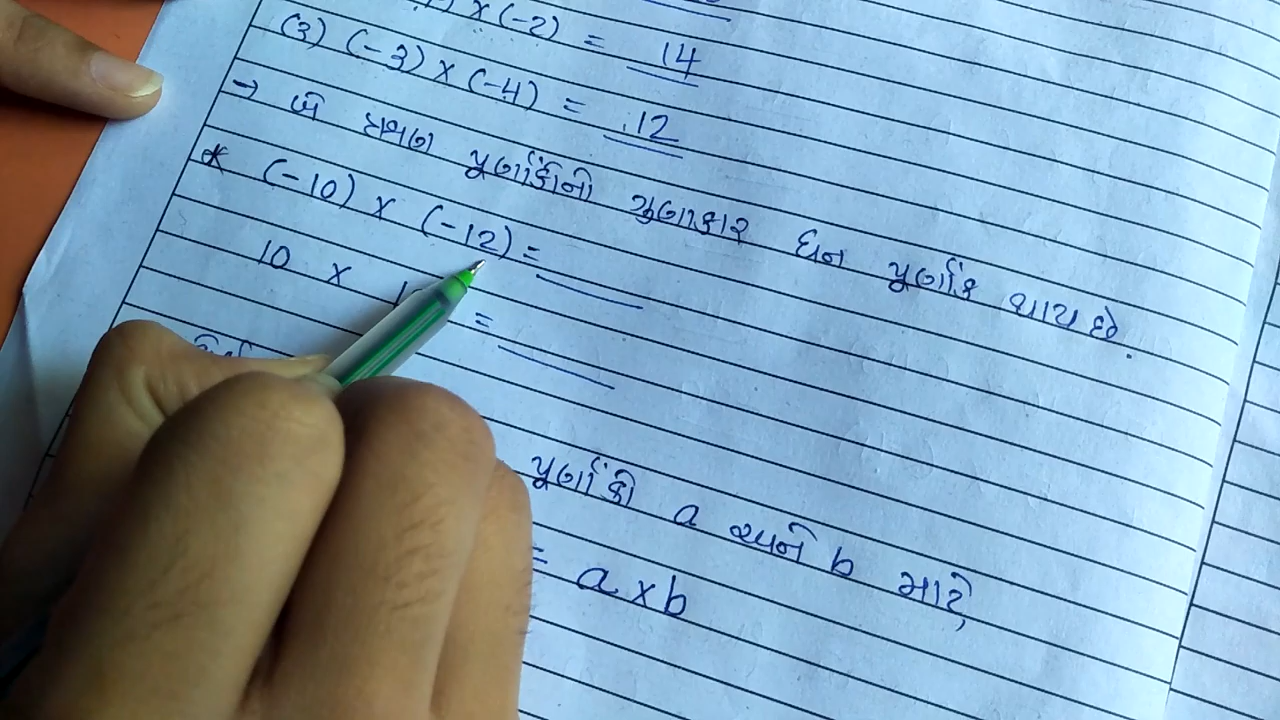 × (-2) = 14
(3) (-3) × (-4) = 12
→ બે ઋણ પૂર્ણાંકોનો ગુણાકાર ધન પૂર્ણાંક થાય છે.
* (-10) × (-12) =
10 × =
પૂર્ણાંકો a અને b માટે,
= a × b